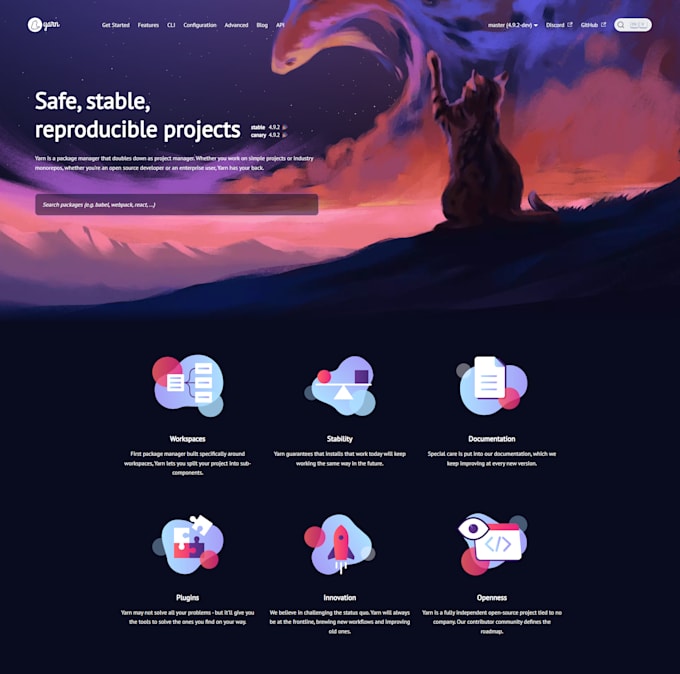 yarn
Get Started Features CLI Configuration Advanced Blog API
master (4.9.2-dev) Discord GitHub
Safe, stable,
reproducible projects
stable 4.9.2
canary 4.9.2
Yarn is a package manager that doubles down as project manager. Whether you work on simple projects or industry
monorepos, whether you're an open source developer or an enterprise user, Yarn has your back.
Search packages (e.g. babel, webpack, react, ...)
Workspaces
First package manager built specifically around
workspaces, Yarn lets you split your project into sub-
components.
Stability
Yarn guarantees that installs that work today will keep
working the same way in the future.
Documentation
Special care is put into our documentation, which we
keep improving at every new version.
Plugins
Yarn may not solve all your problems - but it'll give you
the tools to solve the ones you find on your way.
Innovation
We believe in challenging the status quo. Yarn will always
be at the frontline, brewing new workflows and improving
old ones.
Openness
Yarn is a fully independent open-source project tied to no
company. Our contributor community defines the
roadmap.